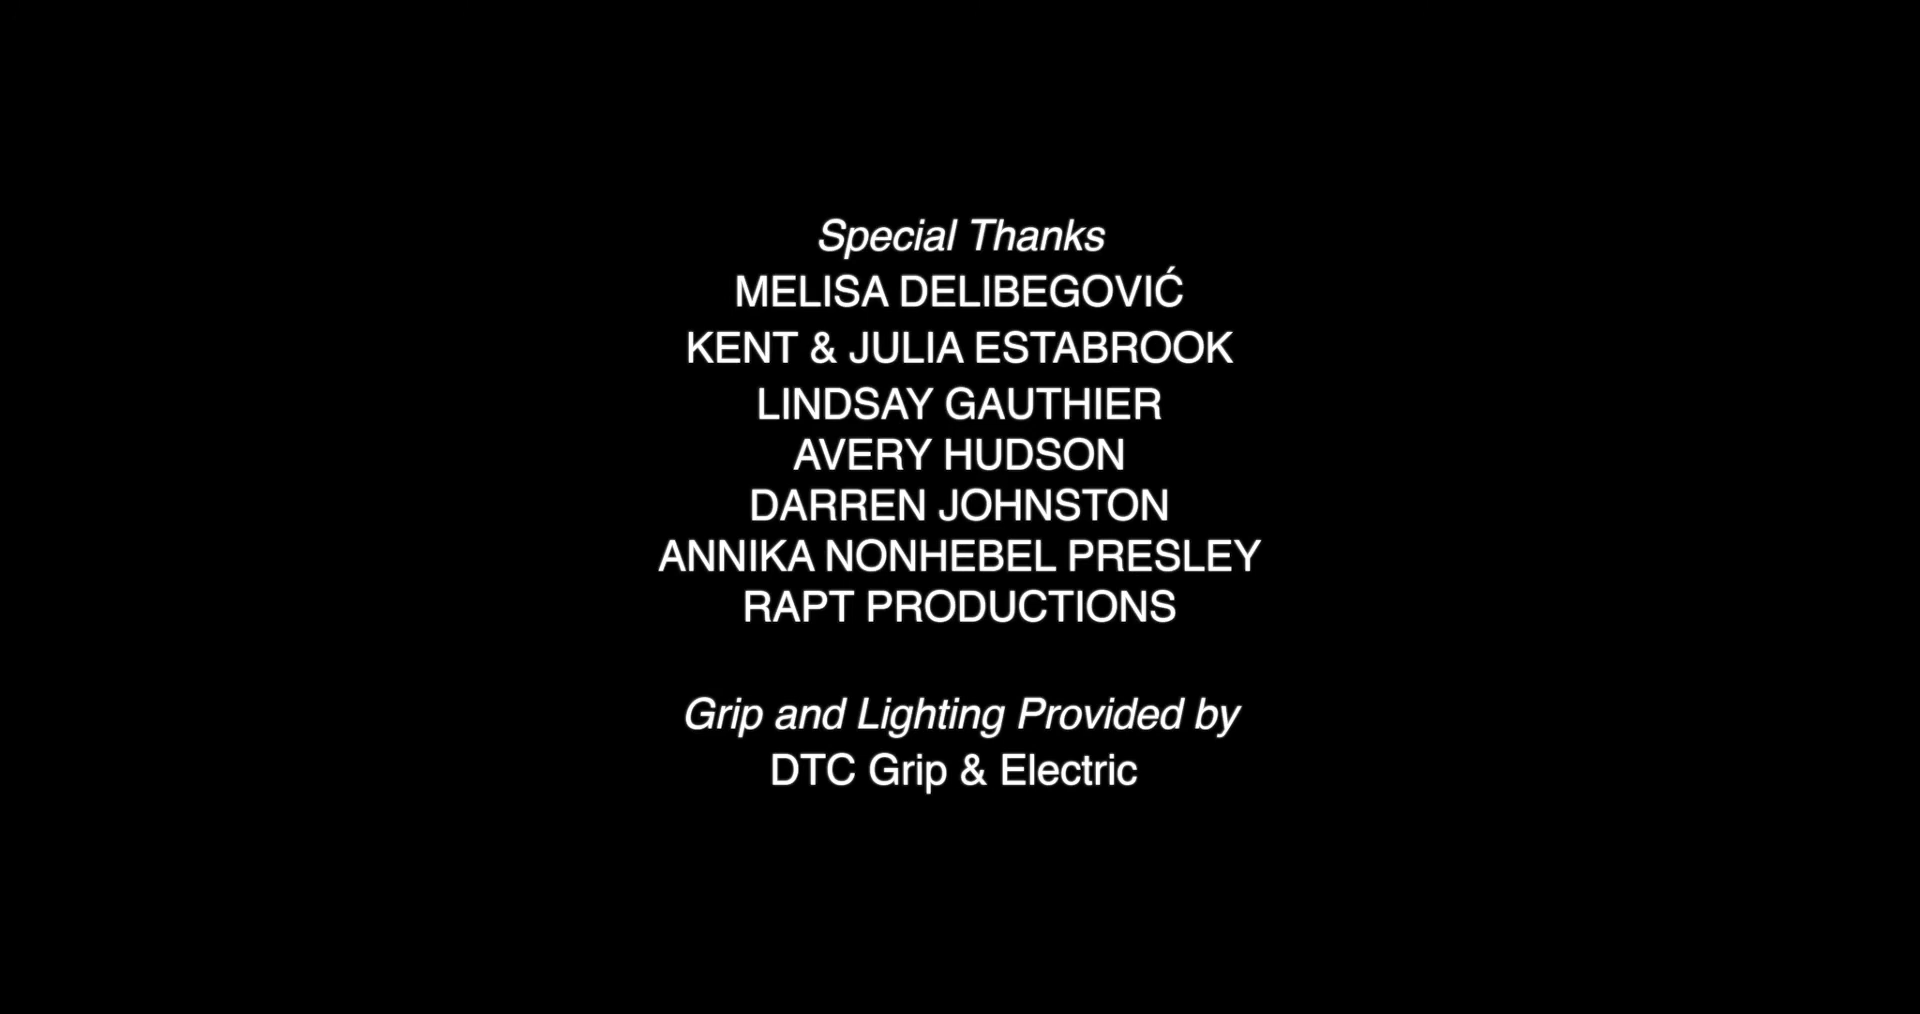 Special Thanks
MELISA DELIBEGOVIĆ
KENT & JULIA ESTABROOK
LINDSAY GAUTHIER
AVERY HUDSON
DARREN JOHNSTON
ANNIKA NONHEBEL PRESLEY
RAPT PRODUCTIONS
Grip and Lighting Provided by
DTC Grip & Electric